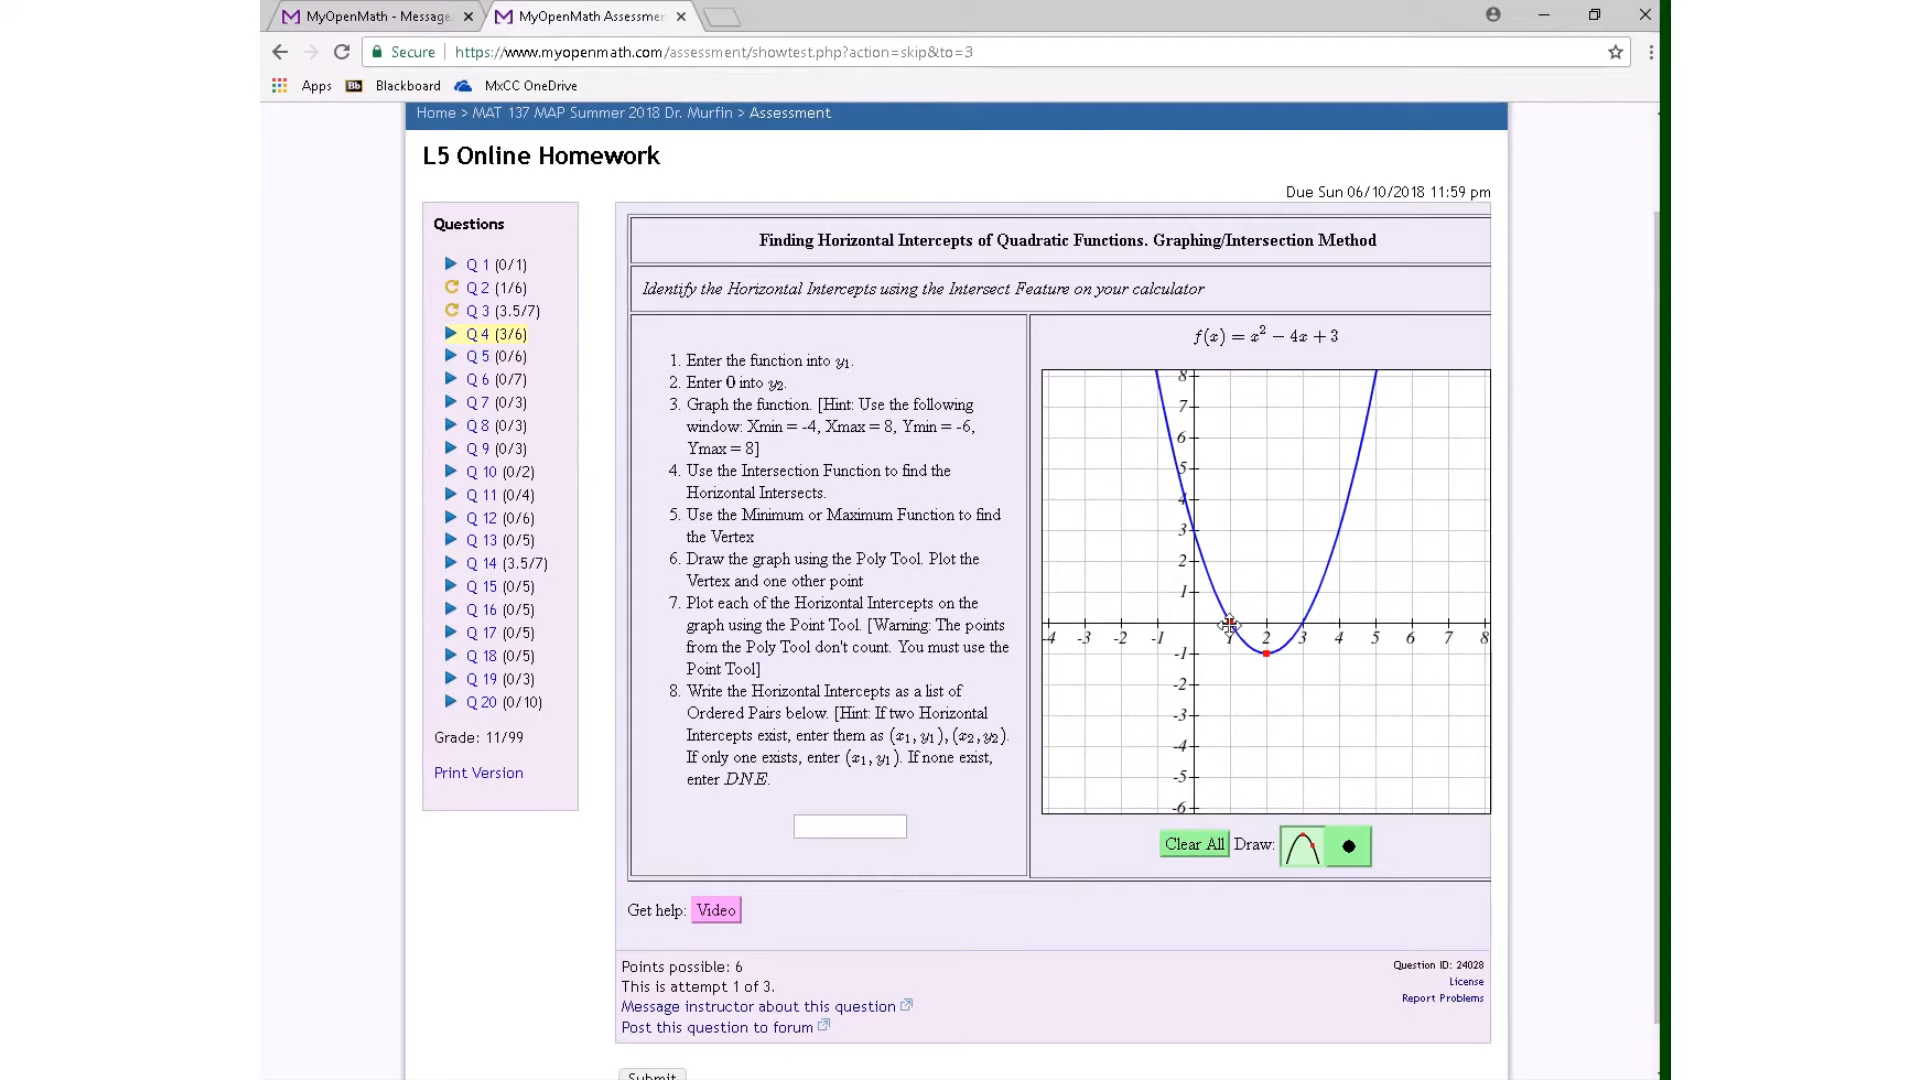 MyOpenMath - Message
MyOpenMath Assessmen
Secure
https://www.myopenmath.com/assessment/showtest.php?action=skip&to=3
Apps
Bb
Blackboard
MxCC OneDrive
Home > MAT 137 MAP Summer 2018 Dr. Murfin > Assessment
L5 Online Homework
Due Sun 06/10/2018 11:59 pm
Questions
Q 1 (0/1)
Q 2 (1/6)
Q 3 (3.5/7)
Q 4 (3/6)
Q 5 (0/6)
Q 6 (0/7)
Q 7 (0/3)
Q 8 (0/3)
Q 9 (0/3)
Q 10 (0/2)
Q 11 (0/4)
Q 12 (0/6)
Q 13 (0/5)
Q 14 (3.5/7)
Q 15 (0/5)
Q 16 (0/5)
Q 17 (0/5)
Q 18 (0/5)
Q 19 (0/3)
Q 20 (0/10)
Grade: 11/99
Print Version
Finding Horizontal Intercepts of Quadratic Functions. Graphing/Intersection Method
Identify the Horizontal Intercepts using the Intersect Feature on your calculator
1. Enter the function into y₁.
2. Enter 0 into y₂.
3. Graph the function. [Hint: Use the following
window: Xmin = -4, Xmax = 8, Ymin = -6,
Ymax = 8]
4. Use the Intersection Function to find the
Horizontal Intersects.
5. Use the Minimum or Maximum Function to find
the Vertex
6. Draw the graph using the Poly Tool. Plot the
Vertex and one other point
7. Plot each of the Horizontal Intercepts on the
graph using the Point Tool. [Warning: The points
from the Poly Tool don't count. You must use the
Point Tool]
8. Write the Horizontal Intercepts as a list of
Ordered Pairs below. [Hint: If two Horizontal
Intercepts exist, enter them as (x₁, y₁), (x₂, y₂).
If only one exists, enter (x₁, y₁). If none exist,
enter DNE.
f(x) = x² − 4x + 3
8
7
6
5
4
3
2
1
-4 -3 -2 -1 1 2 3 4 5 6 7 8
-1
-2
-3
-4
-5
-6
Clear All Draw:
Get help: Video
Points possible: 6
This is attempt 1 of 3.
Message instructor about this question
Post this question to forum
Question ID: 24028
License
Report Problems
Submit